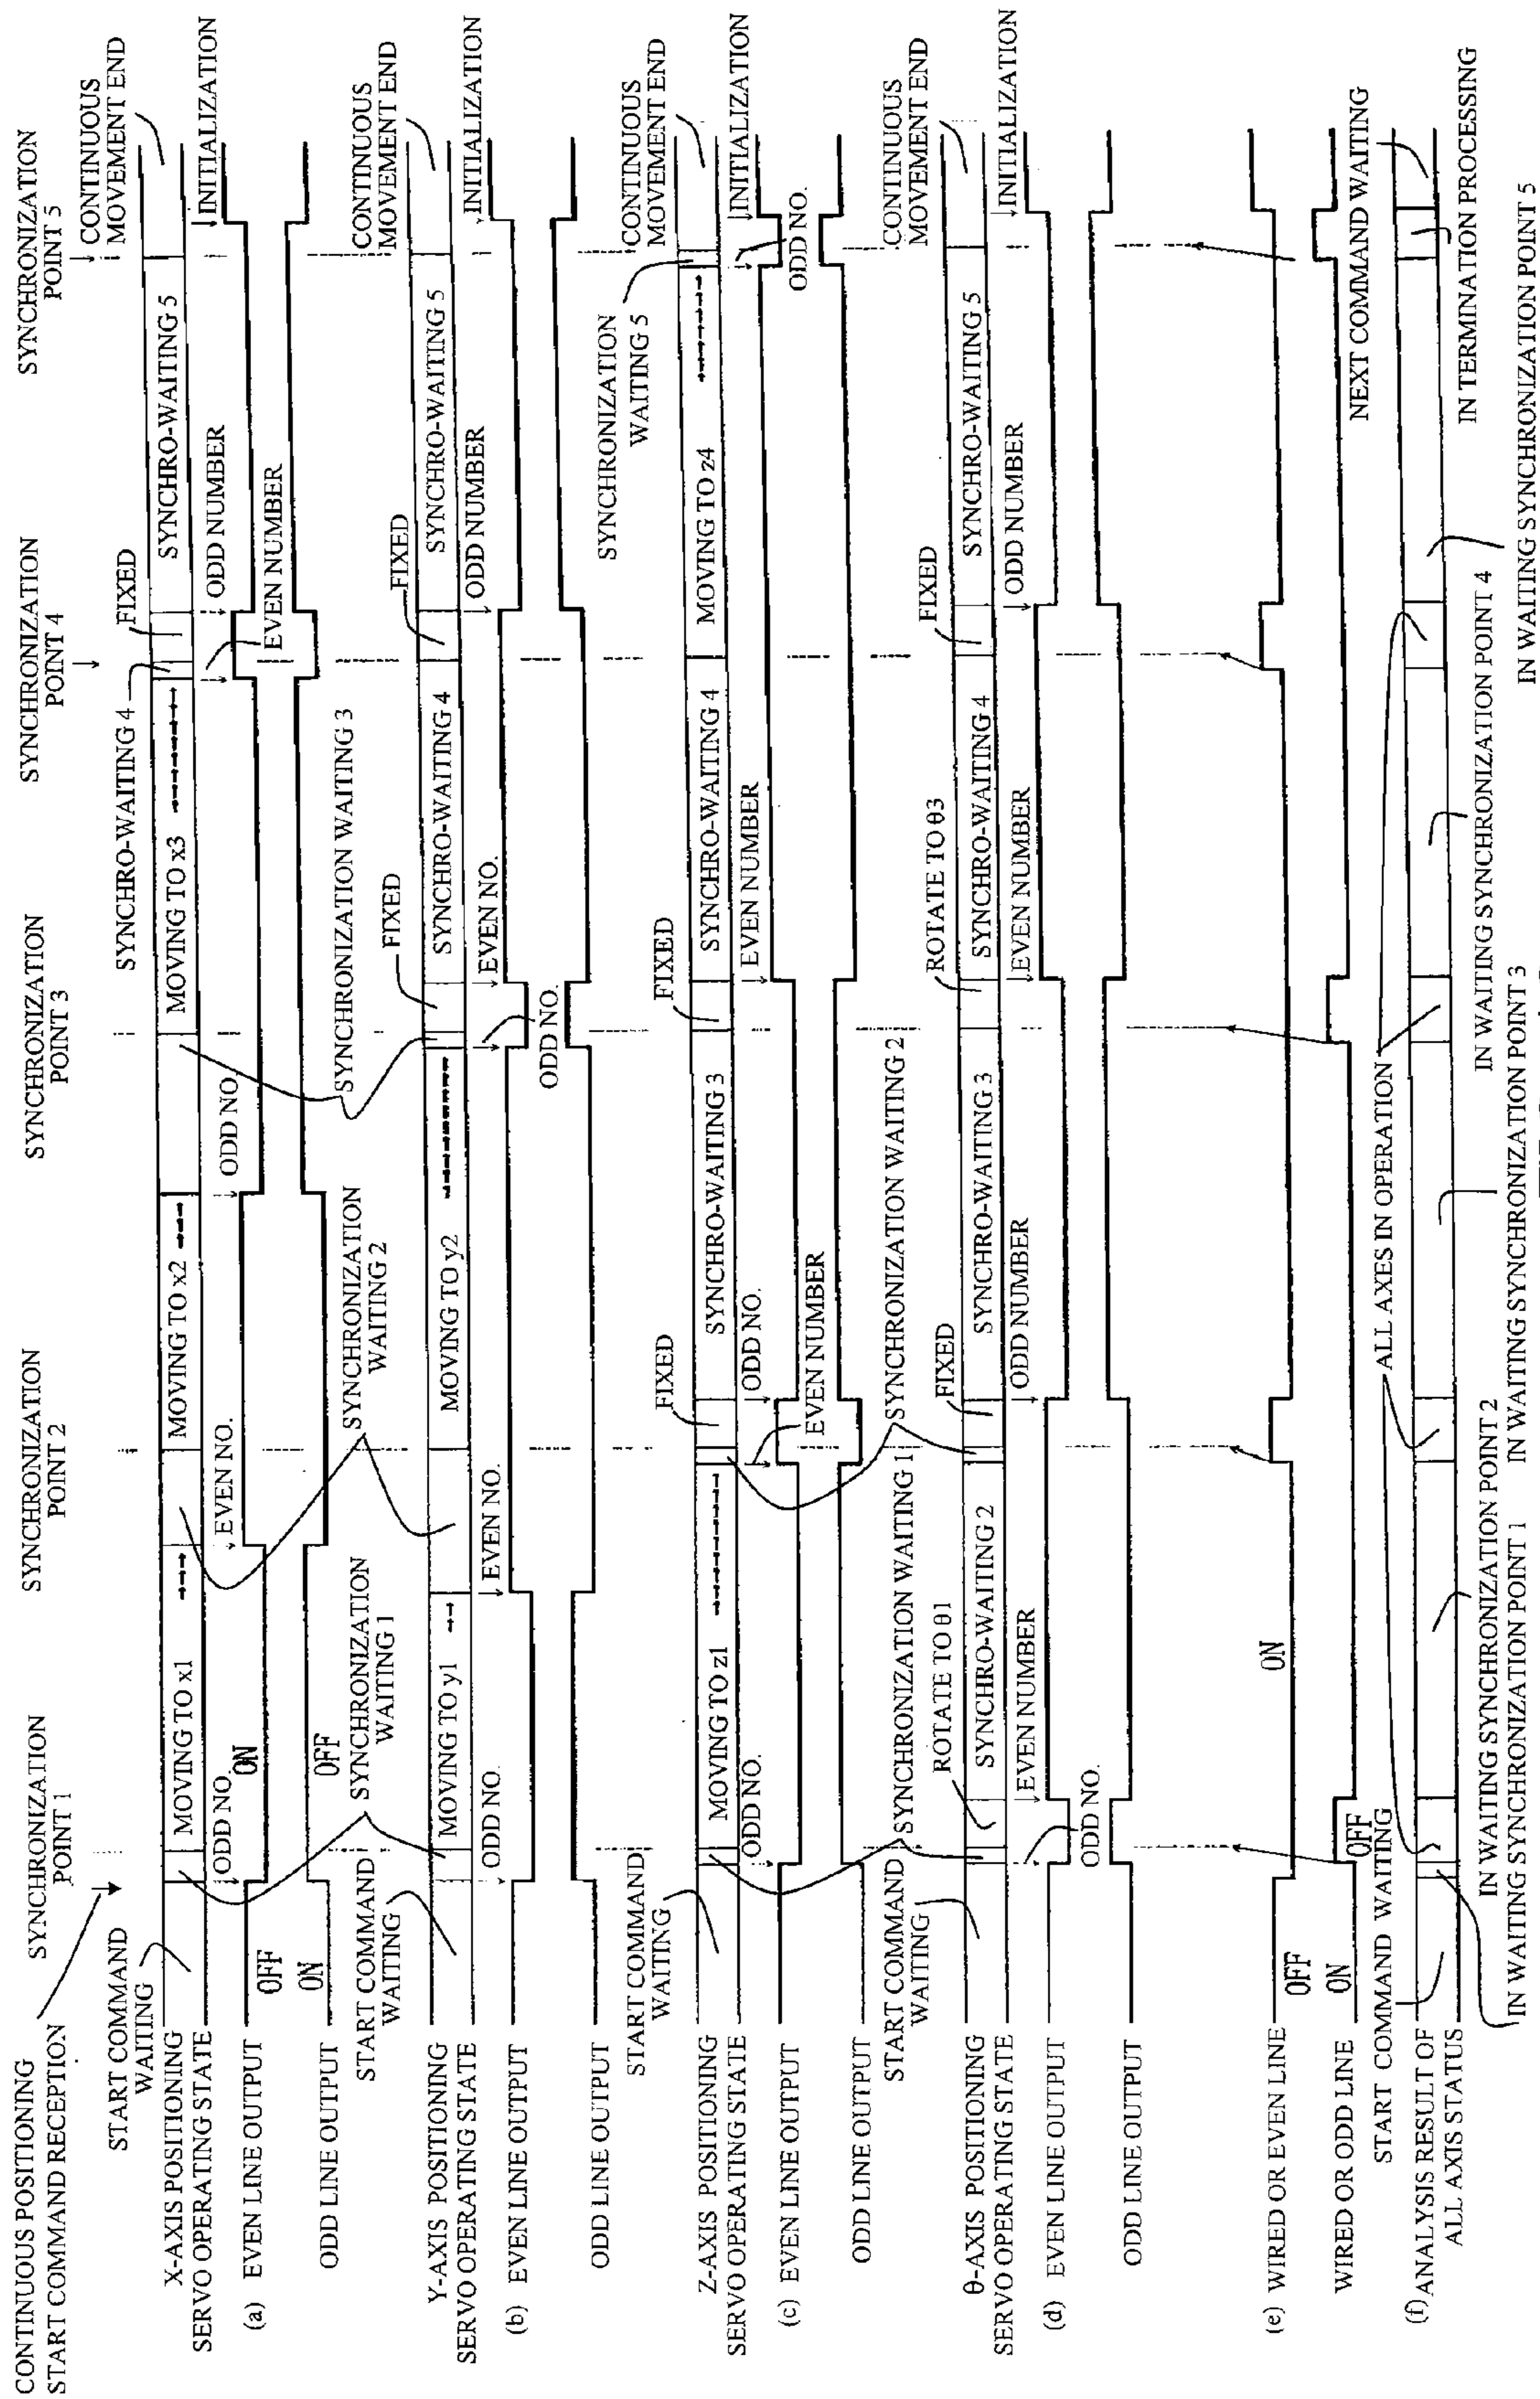 SYNCHRONIZATION
POINT 1
SYNCHRONIZATION
POINT 2
SYNCHRONIZATION
POINT 3
SYNCHRONIZATION
POINT 4
SYNCHRONIZATION
POINT 5
CONTINUOUS POSITIONING
START COMMAND RECEPTION
START COMMAND
WAITING
SYNCHRO-WAITING 4
FIXED
CONTINUOUS
MOVEMENT END
X-AXIS POSITIONING
SERVO OPERATING STATE
MOVING TO x1
MOVING TO x2
MOVING TO x3
SYNCHRO-WAITING 5
ODD NO.
EVEN NO.
ODD NO.
EVEN NUMBER
ODD NUMBER
INITIALIZATION
(a) EVEN LINE OUTPUT
OFF
ON
ON
OFF
ODD LINE OUTPUT
START COMMAND
WAITING
SYNCHRONIZATION
WAITING 1
SYNCHRONIZATION
WAITING 2
SYNCHRONIZATION WAITING 3
FIXED
FIXED
CONTINUOUS
MOVEMENT END
Y-AXIS POSITIONING
SERVO OPERATING STATE
MOVING TO y1
MOVING TO y2
SYNCHRO-WAITING 4
SYNCHRO-WAITING 5
ODD NO.
EVEN NO.
ODD NO.
EVEN NO.
ODD NUMBER
INITIALIZATION
(b) EVEN LINE OUTPUT
ODD LINE OUTPUT
START COMMAND
WAITING
FIXED
FIXED
SYNCHRONIZATION
WAITING 5
CONTINUOUS
MOVEMENT END
Z-AXIS POSITIONING
SERVO OPERATING STATE
MOVING TO z1
SYNCHRO-WAITING 3
SYNCHRO-WAITING 4
MOVING TO z4
ODD NO.
EVEN NUMBER
ODD NO.
EVEN NUMBER
ODD NO.
INITIALIZATION
(c) EVEN LINE OUTPUT
ODD LINE OUTPUT
START COMMAND
WAITING
SYNCHRONIZATION WAITING 1
SYNCHRONIZATION WAITING 2
ROTATE TO θ1
FIXED
ROTATE TO θ3
FIXED
CONTINUOUS
MOVEMENT END
θ-AXIS POSITIONING
SERVO OPERATING STATE
SYNCHRO-WAITING 2
SYNCHRO-WAITING 3
SYNCHRO-WAITING 4
SYNCHRO-WAITING 5
ODD NO.
EVEN NUMBER
ODD NUMBER
EVEN NUMBER
ODD NUMBER
INITIALIZATION
(d) EVEN LINE OUTPUT
ODD LINE OUTPUT
(e) WIRED OR EVEN LINE
OFF
ON
ON
OFF
WIRED OR ODD LINE
START COMMAND WAITING
ALL AXES IN OPERATION
NEXT COMMAND WAITING
(f) ANALYSIS RESULT OF
ALL AXIS STATUS
IN WAITING SYNCHRONIZATION POINT 1
IN WAITING SYNCHRONIZATION POINT 2
IN WAITING SYNCHRONIZATION POINT 3
IN WAITING SYNCHRONIZATION POINT 4
IN WAITING SYNCHRONIZATION POINT 5
IN TERMINATION PROCESSING